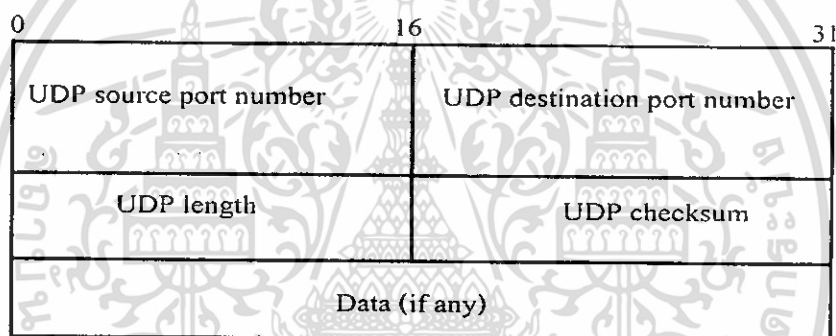 0 16 31
UDP source port number UDP destination port number
UDP length UDP checksum
Data (if any)